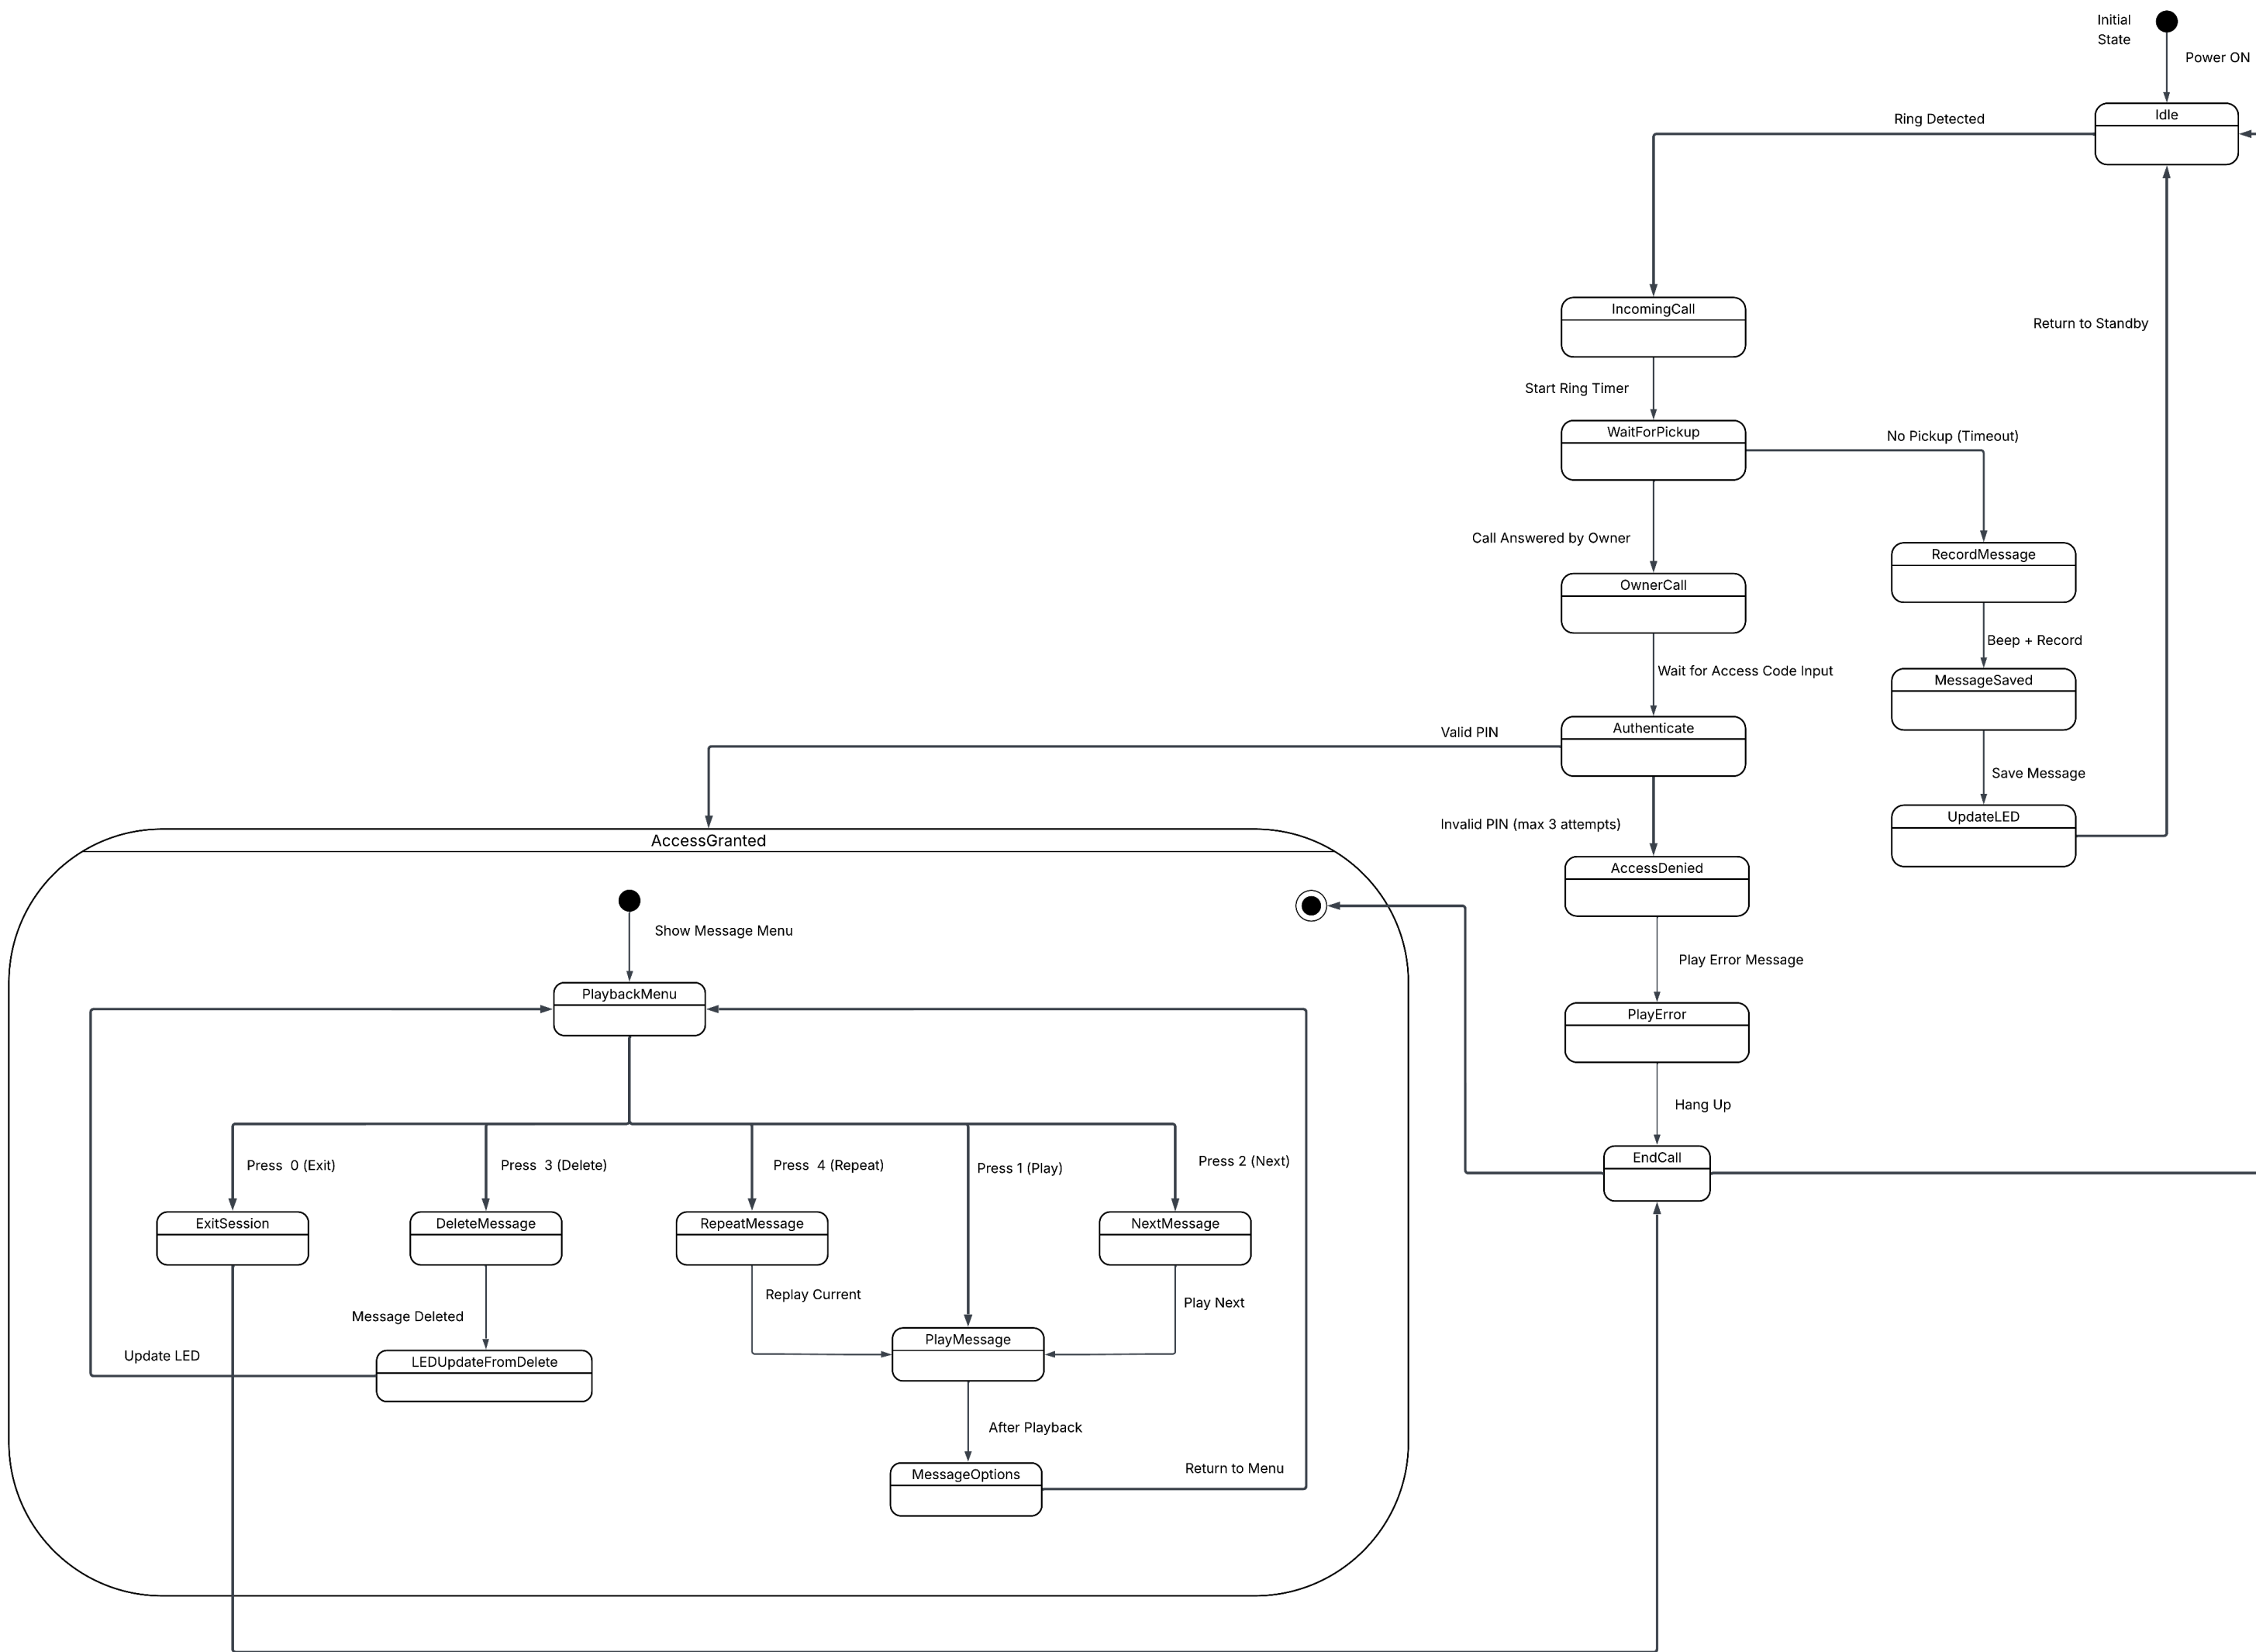 Initial
State
Power ON
Idle
Ring Detected
IncomingCall
Return to Standby
Start Ring Timer
WaitForPickup
No Pickup (Timeout)
Call Answered by Owner
RecordMessage
OwnerCall
Beep + Record
Wait for Access Code Input
MessageSaved
Valid PIN
Authenticate
Save Message
Invalid PIN (max 3 attempts)
UpdateLED
AccessGranted
AccessDenied
Show Message Menu
Play Error Message
PlaybackMenu
PlayError
Hang Up
EndCall
Press 0 (Exit)
Press 3 (Delete)
Press 4 (Repeat)
Press 1 (Play)
Press 2 (Next)
ExitSession
DeleteMessage
RepeatMessage
NextMessage
Replay Current
Play Next
Message Deleted
PlayMessage
Update LED
LEDUpdateFromDelete
After Playback
Return to Menu
MessageOptions